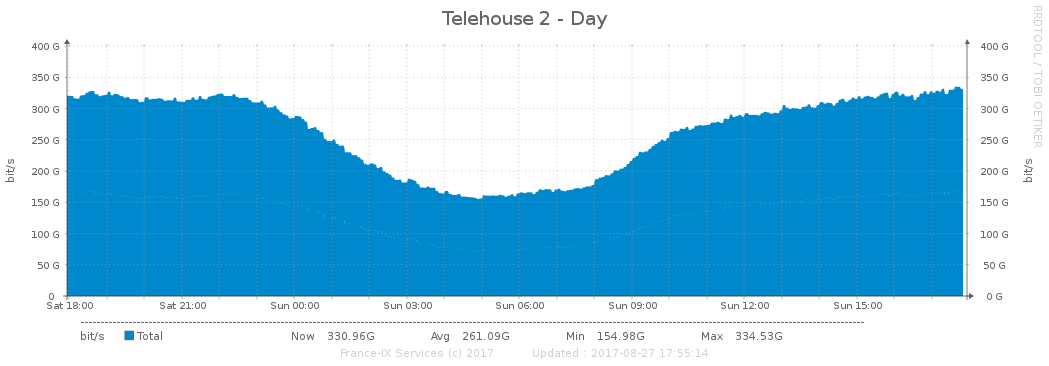 Telehouse 2 - Day
RRDTOOL / TOBI OETIKER
400 G 400 G
350 G 350 G
300 G 300 G
250 G 250 G
200 G 200 G
150 G 150 G
100 G 100 G
50 G 50 G
0 0 G
bit/s bit/s
Sat 18:00 Sat 21:00 Sun 00:00 Sun 03:00 Sun 06:00 Sun 09:00 Sun 12:00 Sun 15:00
bit/s Total Now 330.96G Avg 261.09G Min 154.98G Max 334.53G
France-IX Services (c) 2017 Updated : 2017-08-27 17:55:14